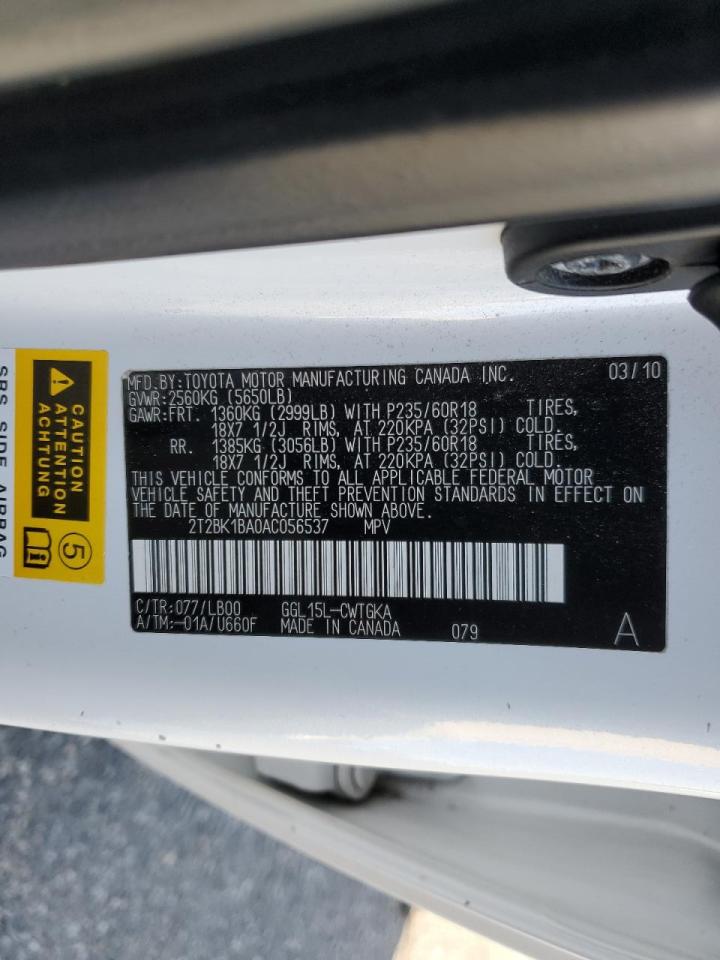 MFD.BY:TOYOTA MOTOR MANUFACTURING CANADA INC. 03/10
GVWR:2560KG (5650LB)
GAWR:FRT. 1360KG (2999LB) WITH P235/60R18 TIRES,
18X7 1/2J RIMS, AT 220KPA (32PSI) COLD.
RR. 1385KG (3056LB) WITH P235/60R18 TIRES,
18X7 1/2J RIMS, AT 220KPA (32PSI) COLD.
THIS VEHICLE CONFORMS TO ALL APPLICABLE FEDERAL MOTOR
VEHICLE SAFETY AND THEFT PREVENTION STANDARDS IN EFFECT ON
THE DATE OF MANUFACTURE SHOWN ABOVE.
2T2BK1BA0AC056537 MPV
C/TR:077/LB00 GGL15L-CWTGKA
A/TM:-01A/U660F MADE IN CANADA 079 A
CAUTION
ATTENTION
CUIDADO
5
SRS SIDE AIRBAG